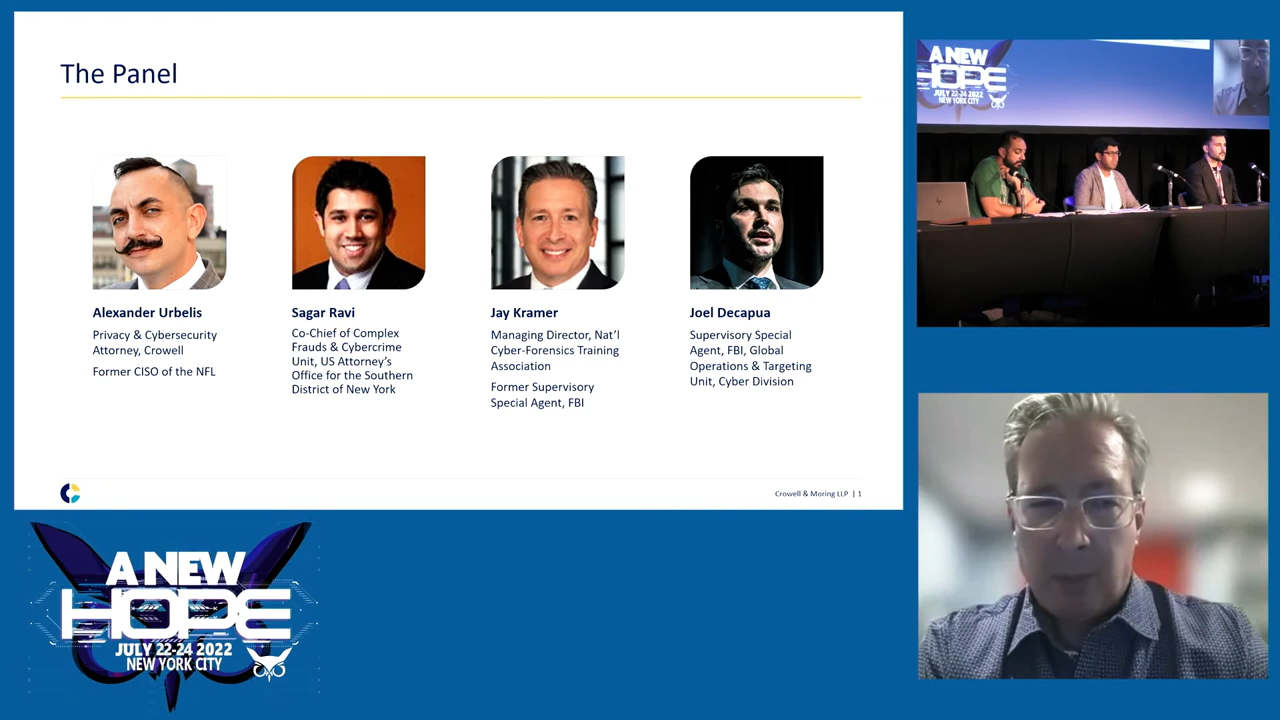 The Panel
Alexander Urbelis
Privacy & Cybersecurity
Attorney, Crowell
Former CISO of the NFL
Sagar Ravi
Co-Chief of Complex
Frauds & Cybercrime
Unit, US Attorney’s
Office for the Southern
District of New York
Jay Kramer
Managing Director, Nat’l
Cyber-Forensics Training
Association
Former Supervisory
Special Agent, FBI
Joel Decapua
Supervisory Special
Agent, FBI, Global
Operations & Targeting
Unit, Cyber Division
Crowell & Moring LLP | 1
A NEW
HOPE
JULY 22-24 2022
NEW YORK CITY
A NEW
HOPE
JULY 22-24 2022
NEW YORK CITY
hp